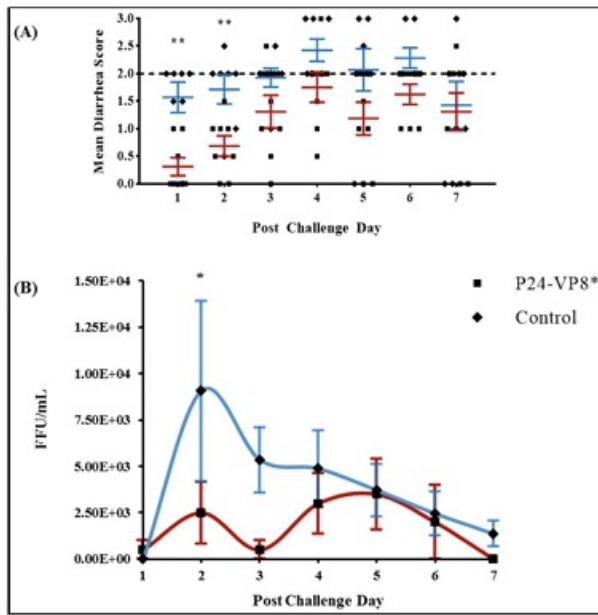 (A)
Mean Diarrhea Score
3.0
2.5
2.0
1.5
1.0
0.5
0.0
** **
1 2 3 4 5 6 7
Post Challenge Day
(B)
FFU/mL
1.50E+04
1.25E+04
1.00E+04
7.50E+03
5.00E+03
2.50E+03
0.00E+00
*
1 2 3 4 5 6 7
Post Challenge Day
P24-VP8*
Control